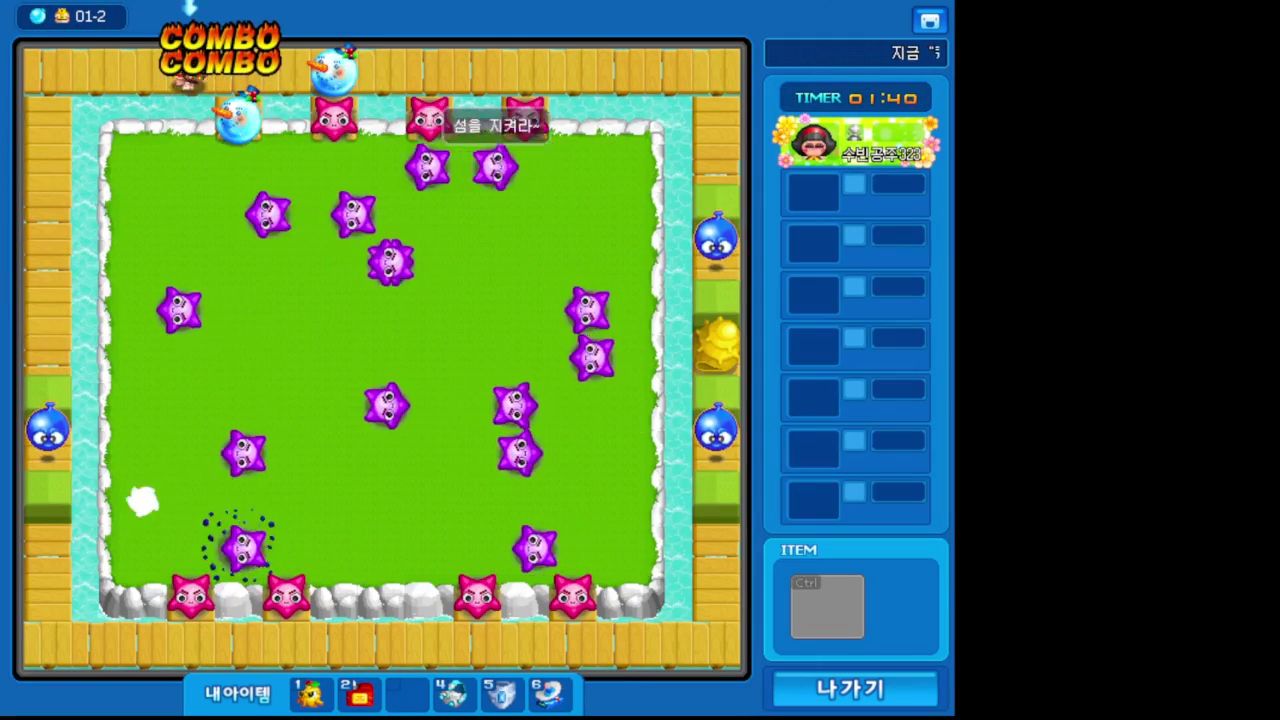 01-2
COMBO
COMBO
지금 "
TIMER 01:40
수빈공주323
섬을 지켜라~
ITEM
Ctrl
내아이템
1
2
4
5
6
나가기